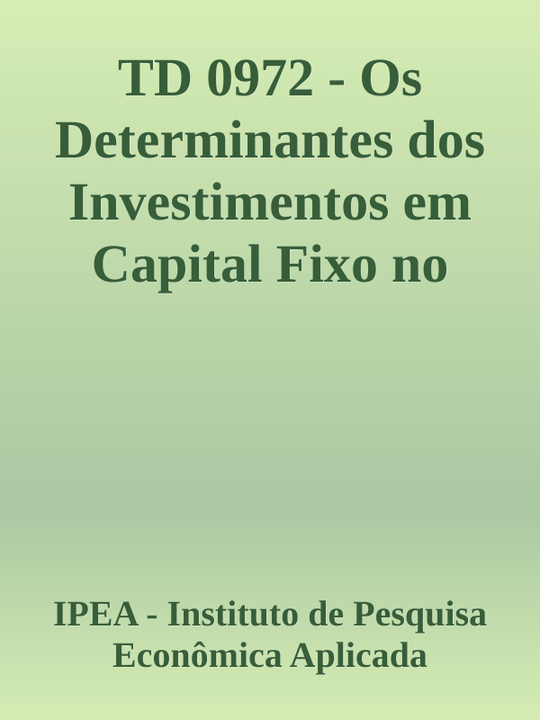 TD 0972 - Os
Determinantes dos
Investimentos em
Capital Fixo no
IPEA - Instituto de Pesquisa
Econômica Aplicada